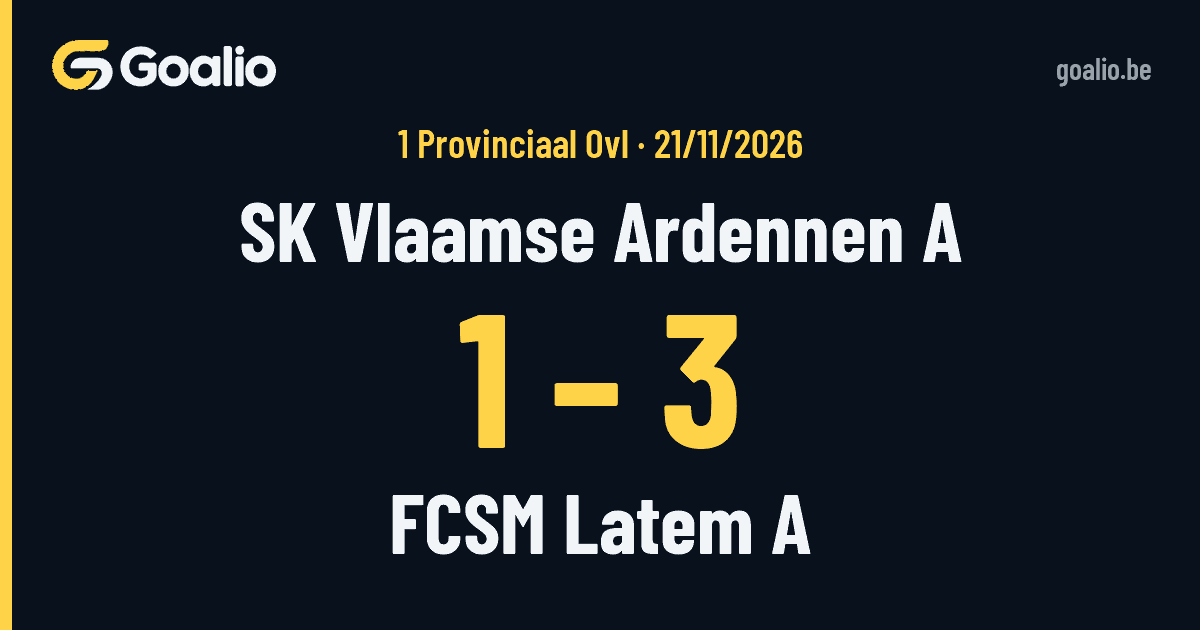 Goalio
goalio.be
1 Provinciaal Ovl · 21/11/2026
SK Vlaamse Ardennen A
1 – 3
FCSM Latem A